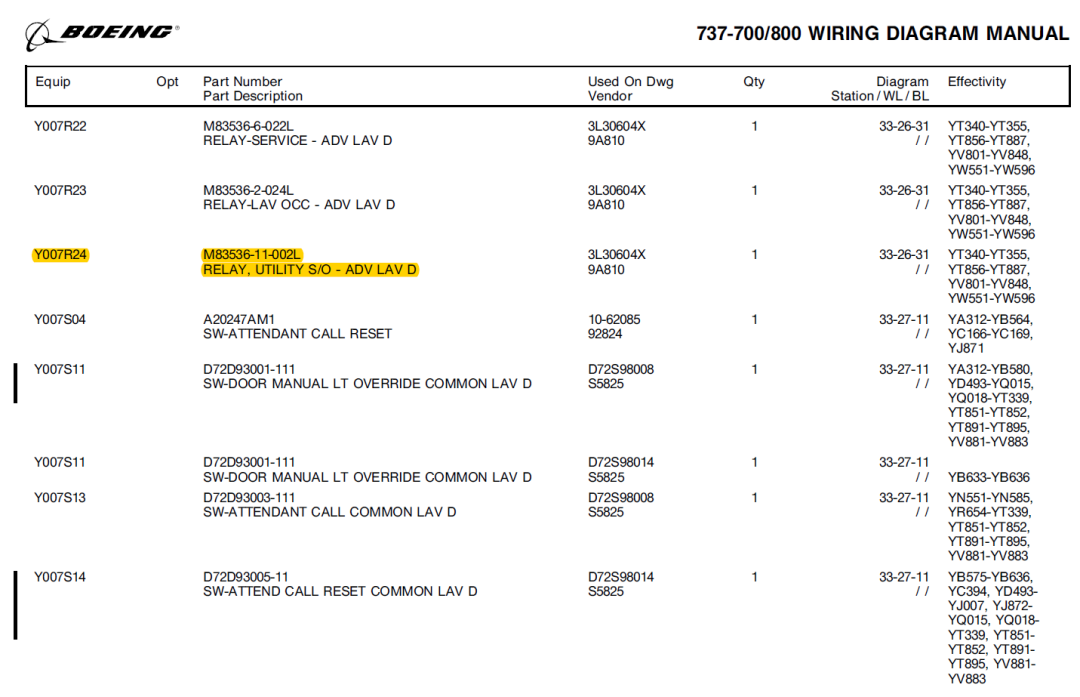 BOEING®
737-700/800 WIRING DIAGRAM MANUAL
Equip Opt Part Number Used On Dwg Qty Diagram Effectivity
Part Description Vendor Station / WL / BL
Y007R22 M83536-6-022L 3L30604X 1 33-26-31 YT340-YT355,
RELAY-SERVICE - ADV LAV D 9A810 / / YT856-YT887,
YV801-YV848,
YW551-YW596
Y007R23 M83536-2-024L 3L30604X 1 33-26-31 YT340-YT355,
RELAY-LAV OCC - ADV LAV D 9A810 / / YT856-YT887,
YV801-YV848,
YW551-YW596
Y007R24 M83536-11-002L 3L30604X 1 33-26-31 YT340-YT355,
RELAY, UTILITY S/O - ADV LAV D 9A810 / / YT856-YT887,
YV801-YV848,
YW551-YW596
Y007S04 A20247AM1 10-62085 1 33-27-11 YA312-YB564,
SW-ATTENDANT CALL RESET 92824 / / YC166-YC169,
YJ871
Y007S11 D72D93001-111 D72S98008 1 33-27-11 YA312-YB580,
SW-DOOR MANUAL LT OVERRIDE COMMON LAV D S5825 / / YD493-YQ015,
YQ018-YT339,
YT851-YT852,
YT891-YT895,
YV881-YV883
Y007S11 D72D93001-111 D72S98014 1 33-27-11
SW-DOOR MANUAL LT OVERRIDE COMMON LAV D S5825 / / YB633-YB636
Y007S13 D72D93003-111 D72S98008 1 33-27-11 YN551-YN585,
SW-ATTENDANT CALL COMMON LAV D S5825 / / YR654-YT339,
YT851-YT852,
YT891-YT895,
YV881-YV883
Y007S14 D72D93005-11 D72S98014 1 33-27-11 YB575-YB636,
SW-ATTEND CALL RESET COMMON LAV D S5825 / / YC394, YD493-
YJ007, YJ872-
YQ015, YQ018-
YT339, YT851-
YT852, YT891-
YT895, YV881-
YV883